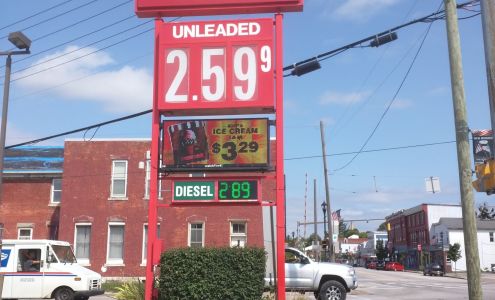 UNLEADED
2.59 9
ICE CREAM
$3.29
DIESEL 2.89